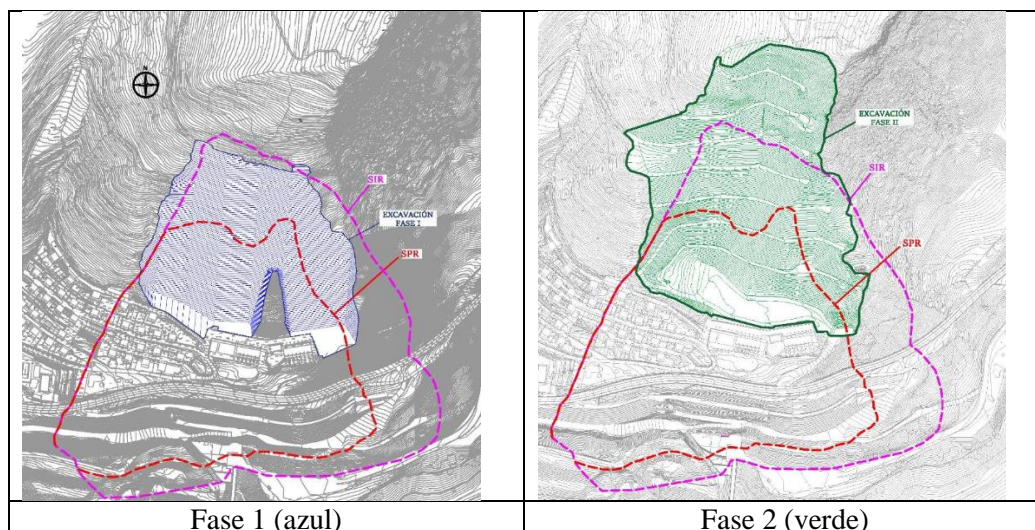 N
SIR
EXCAVACIÓN
FASE I
SPR
Fase 1 (azul)
EXCAVACIÓN
FASE II
SIR
SPR
Fase 2 (verde)